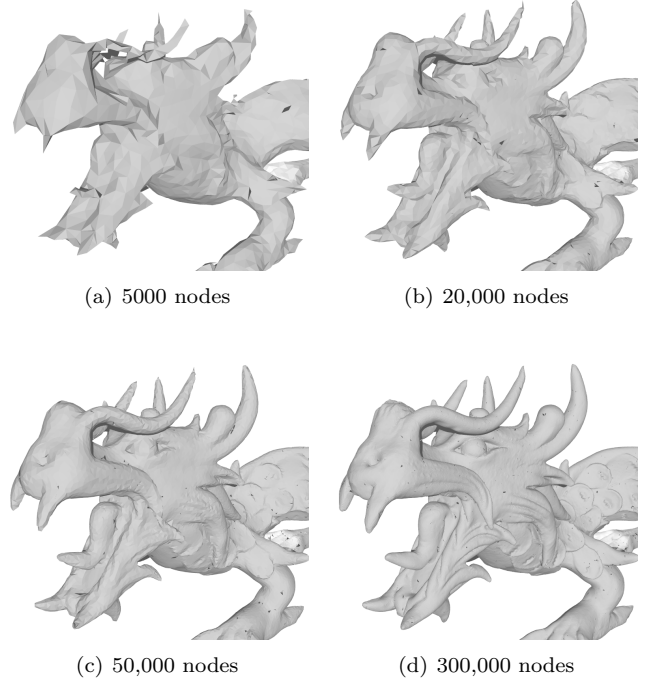 (a) 5000 nodes
(b) 20,000 nodes
(c) 50,000 nodes
(d) 300,000 nodes